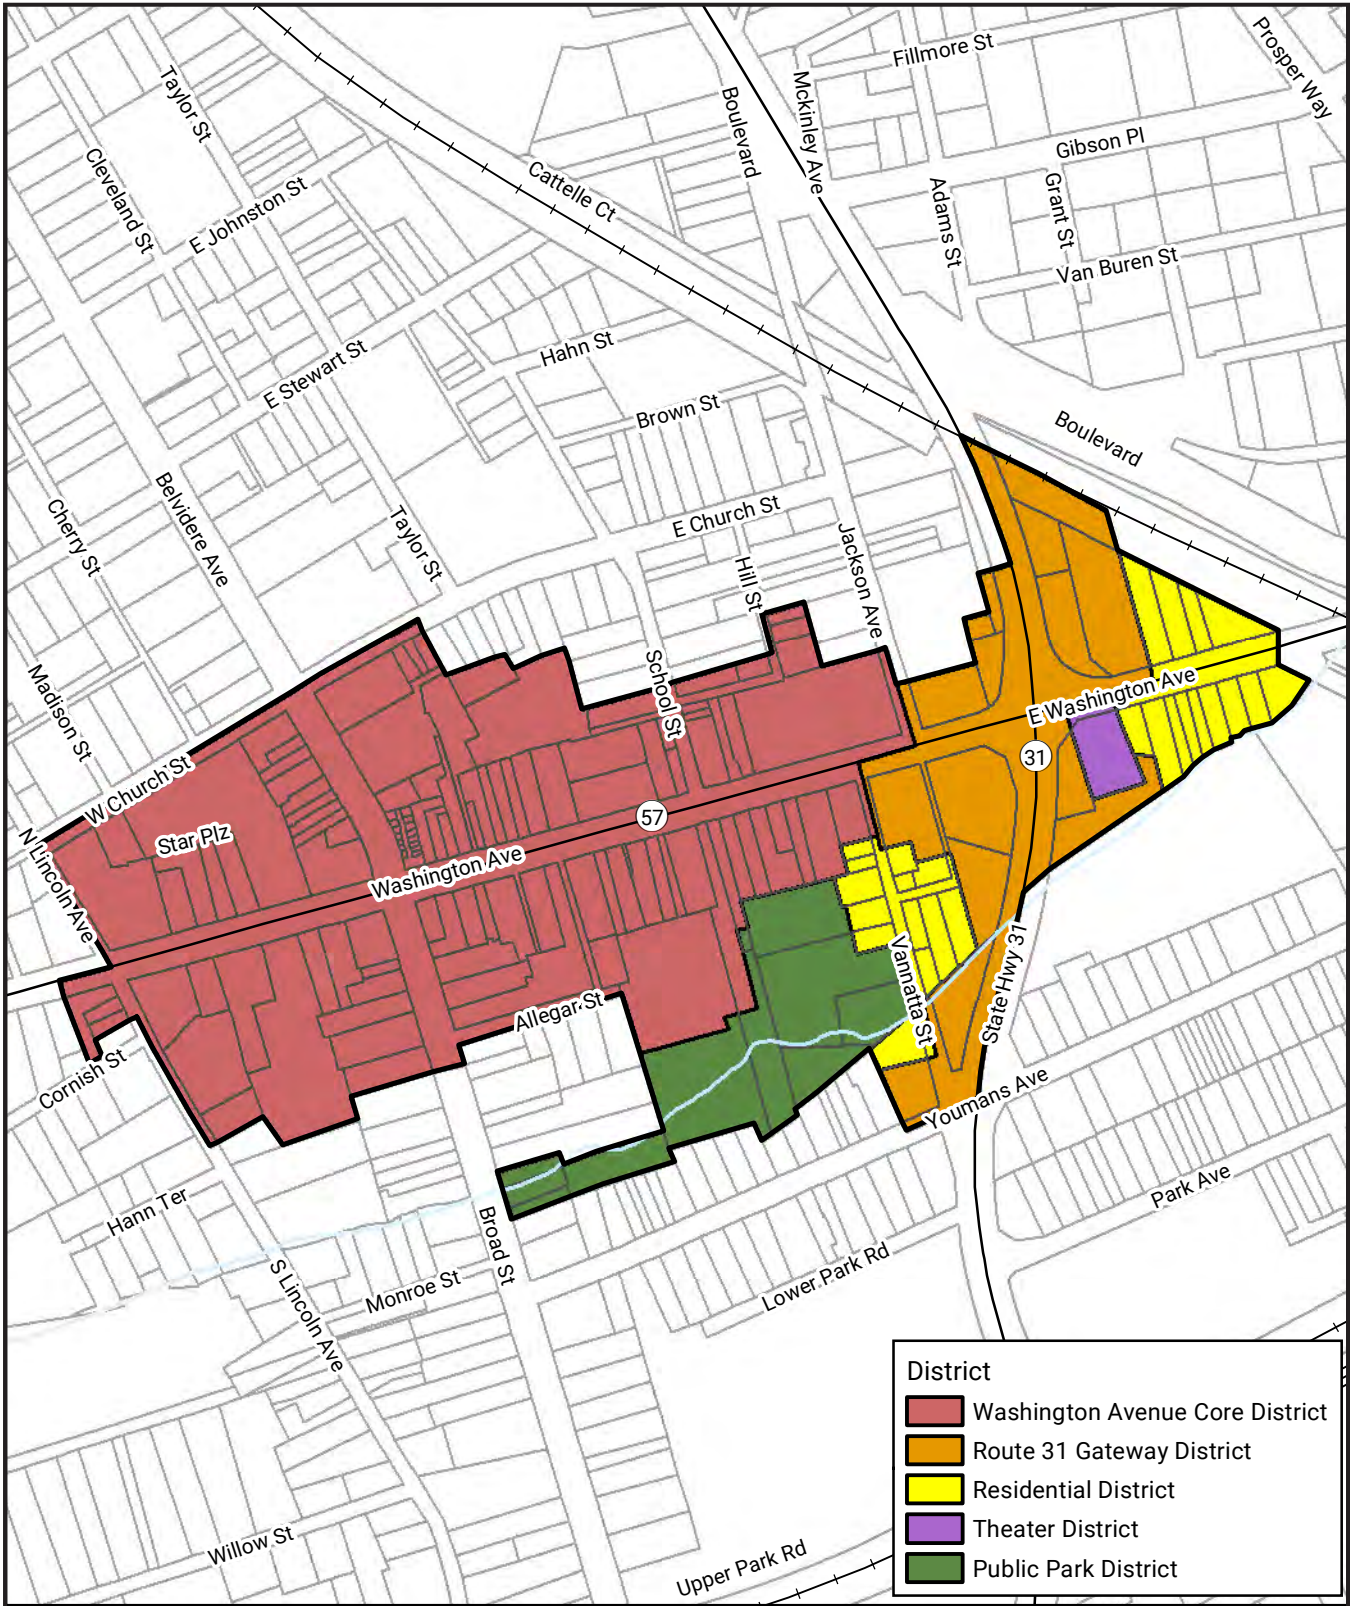 Fillmore St
Prosper Way
Taylor St
Boulevard
Mckinley Ave
Gibson Pl
Cleveland St
Cattelle Ct
E Johnston St
Adams St
Grant St
Van Buren St
Hahn St
E Stewart St
Brown St
Boulevard
Belvidere Ave
Cherry St
Taylor St
E Church St
Jackson Ave
Hill St
Madison St
School St
E Washington Ave
31
W Church St
Star Plz
57
N Lincoln Ave
Washington Ave
Vannatta St
State Hwy 31
Allegar St
Cornish St
Youmans Ave
Park Ave
Hann Ter
Broad St
Lower Park Rd
S Lincoln Ave
Monroe St
Willow St
Upper Park Rd
District
Washington Avenue Core District
Route 31 Gateway District
Residential District
Theater District
Public Park District